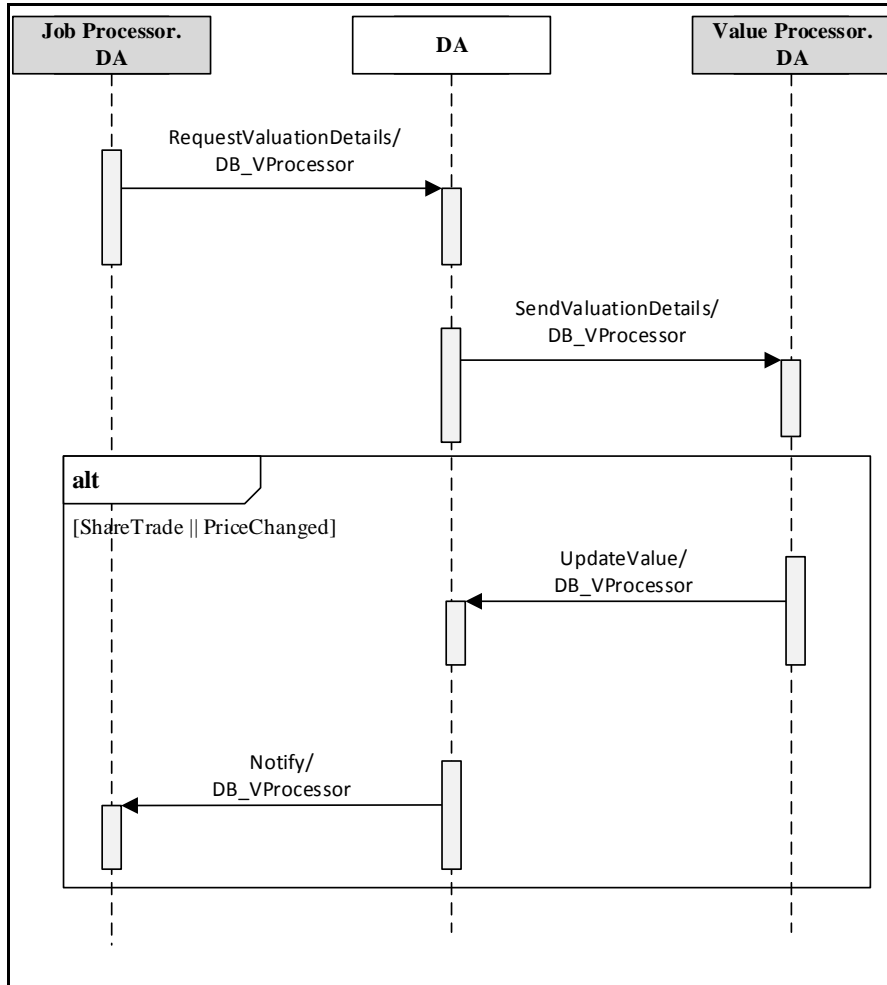 Job Processor.
DA
DA
Value Processor.
DA
RequestValuationDetails/
DB_VProcessor
SendValuationDetails/
DB_VProcessor
alt
[ShareTrade || PriceChanged]
UpdateValue/
DB_VProcessor
Notify/
DB_VProcessor